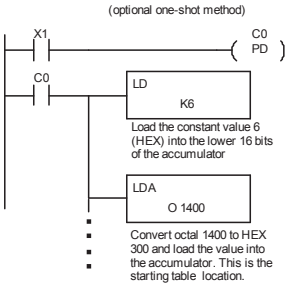 (optional one-shot method)
X1
C0
PD
C0
LD
K6
Load the constant value 6
(HEX) into the lower 16 bits
of the accumulator
LDA
O 1400
Convert octal 1400 to HEX
300 and load the value into
the accumulator. This is the
starting table location.